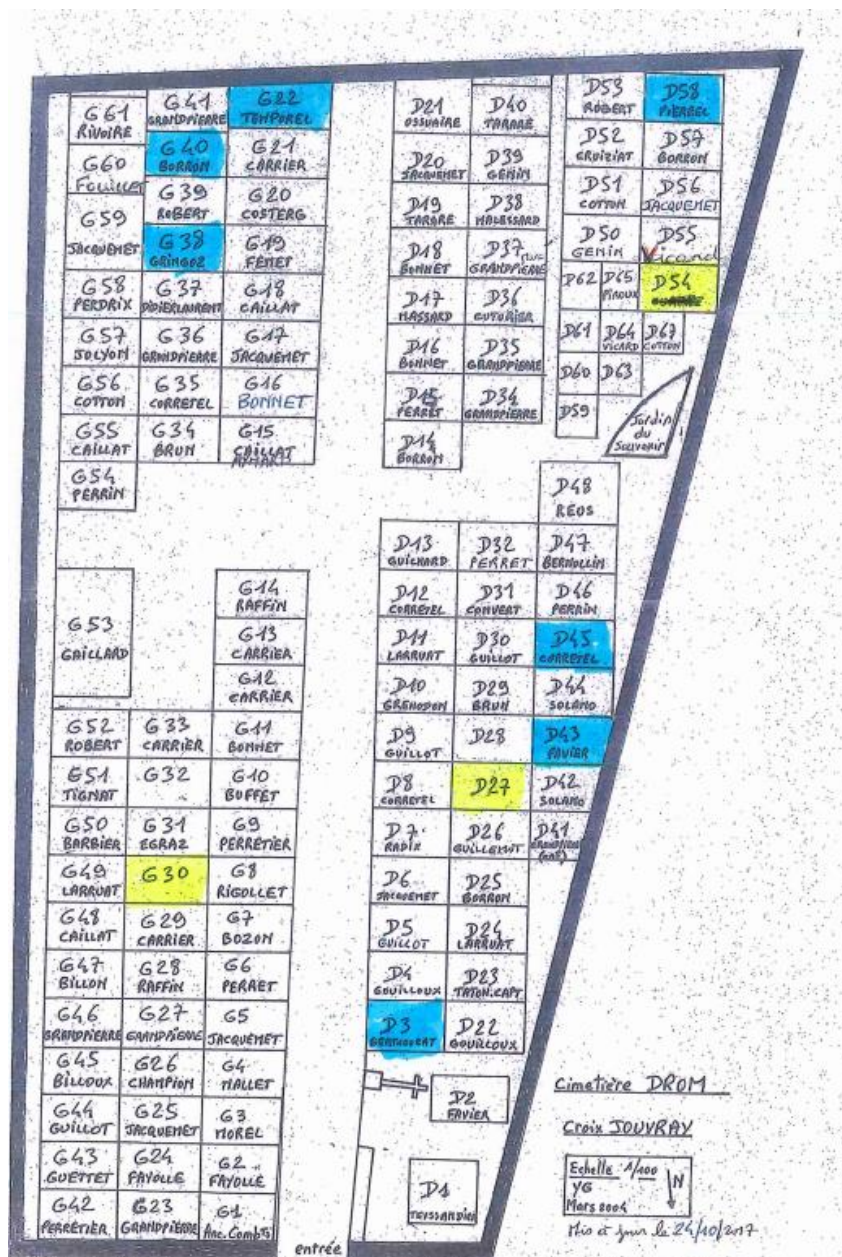 G61 RIVOIRE
G41 GRANDPIERRE
G22 TEMPOREL
G60 FOUILLET
G40 BORRON
G21 CARRIER
G39 ROBERT
G20 COSTERG
G59 JACQUEMET
G38 GRINGOZ
G19 FEMET
G58 PERDRIX
G37 DIDIERLAURENT
G18 CAILLAT
G57 JOLYON
G36 GRANDPIERRE
G17 JACQUEMET
G56 COTTON
G35 CORRETEL
G16 BONNET
G55 CAILLAT
G34 BRUN
G15 CAILLAT AYMARD
G54 PERRIN
D21 OSSUAIRE
D40 TARARE
D20 JACQUEMET
D39 GENIN
D19 TARARE
D38 MALESSARD
D18 BONNET
D37 GRANDPIERRE
D17 MASSARD
D36 CUTURIER
D16 BONNET
D35 GRANDPIERRE
D15 PERRET
D34 GRANDPIERRE
D14 BORRON
D53 ROBERT
D58 PIERREL
D52 CRUIZIAT
D57 BORRON
D51 COTTON
D56 JACQUEMET
D50 GENIN
D55 Vicard
D62
D65 PIROUX
D54
D61
D64 VICARD
D67 COTTON
D60
D63
D59
Jardin
du
Souvenir
D48 REOS
D13 GUICHARD
D32 PERRET
D47 BERNOLLIN
D12 CORRETEL
D31 CONVERT
D46 PERRIN
D11 LARRUAT
D30 GUILLOT
D45 CORRETEL
D10 GRENODON
D29 BRUN
D44 SOLANO
D9 GUILLOT
D28
D43 FAVIER
D8 CORRETEL
D27
D42 SOLANO
D7 RADIX
D26 GUILLEMOT
D41 GRANDPIERRE
D6 JACQUEMET
D25 BORRON
D5 GUILLOT
D24 LARRUAT
D4 GOUILLOUX
D23 TATON.CAPT
D3
D22 GOUILLOUX
D2 FAVIER
D1 TEISSANDIER
G53 GAILLARD
G14 RAFFIN
G13 CARRIER
G12 CARRIER
G52 ROBERT
G33 CARRIER
G11 BONNET
G51 TIGNAT
G32
G10 BUFFET
G50 BARBIER
G31 EGRAZ
G9 PERRETIER
G49 LARRUAT
G30
G8 RIGOLLET
G48 CAILLAT
G29 CARRIER
G7 BOZON
G47 BILLON
G28 RAFFIN
G6 PERRET
G46 GRANDPIERRE
G27 GRANDPIERRE
G5 JACQUEMET
G45 BILLOUX
G26 CHAMPION
G4 MALLET
G44 GUILLOT
G25 JACQUEMET
G3 MOREL
G43 GUETTET
G24 FAYOLLE
G2 FAYOLLE
G42 PERRETIER
G23 GRANDPIERRE
G1 Anc.Combts
entrée
Cimetière DROM
Croix JOUVRAY
Echelle 1/100
YG
N
Mars 2004
Mis à jour le 24/10/2017